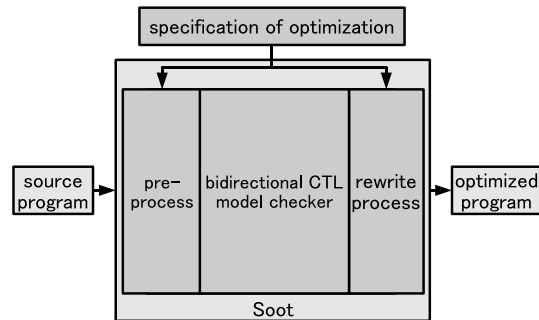 specification of optimization
source
program
pre-
process
bidirectional CTL
model checker
rewrite
process
optimized
program
Soot